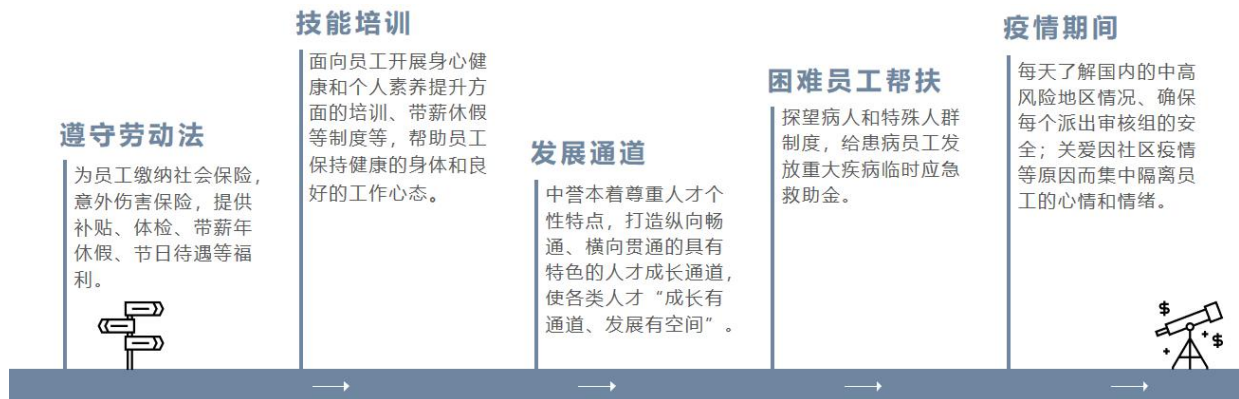 遵守劳动法
为员工缴纳社会保险，
意外伤害保险，提供
补贴、体检、带薪年
休假、节日待遇等福
利。
技能培训
面向员工开展身心健
康和个人素养提升方
面的培训、带薪休假
等制度等，帮助员工
保持健康的身体和良
好的工作心态。
发展通道
中誉本着尊重人才个
性特点，打造纵向畅
通、横向贯通的具有
特色的人才成长通道，
使各类人才“成长有
通道、发展有空间”。
困难员工帮扶
探望病人和特殊人群
制度，给患病员工发
放重大疾病临时应急
救助金。
疫情期间
每天了解国内的中高
风险地区情况、确保
每个派出审核组的安
全；关爱因社区疫情
等原因而集中隔离员
工的心情和情绪。
$
$